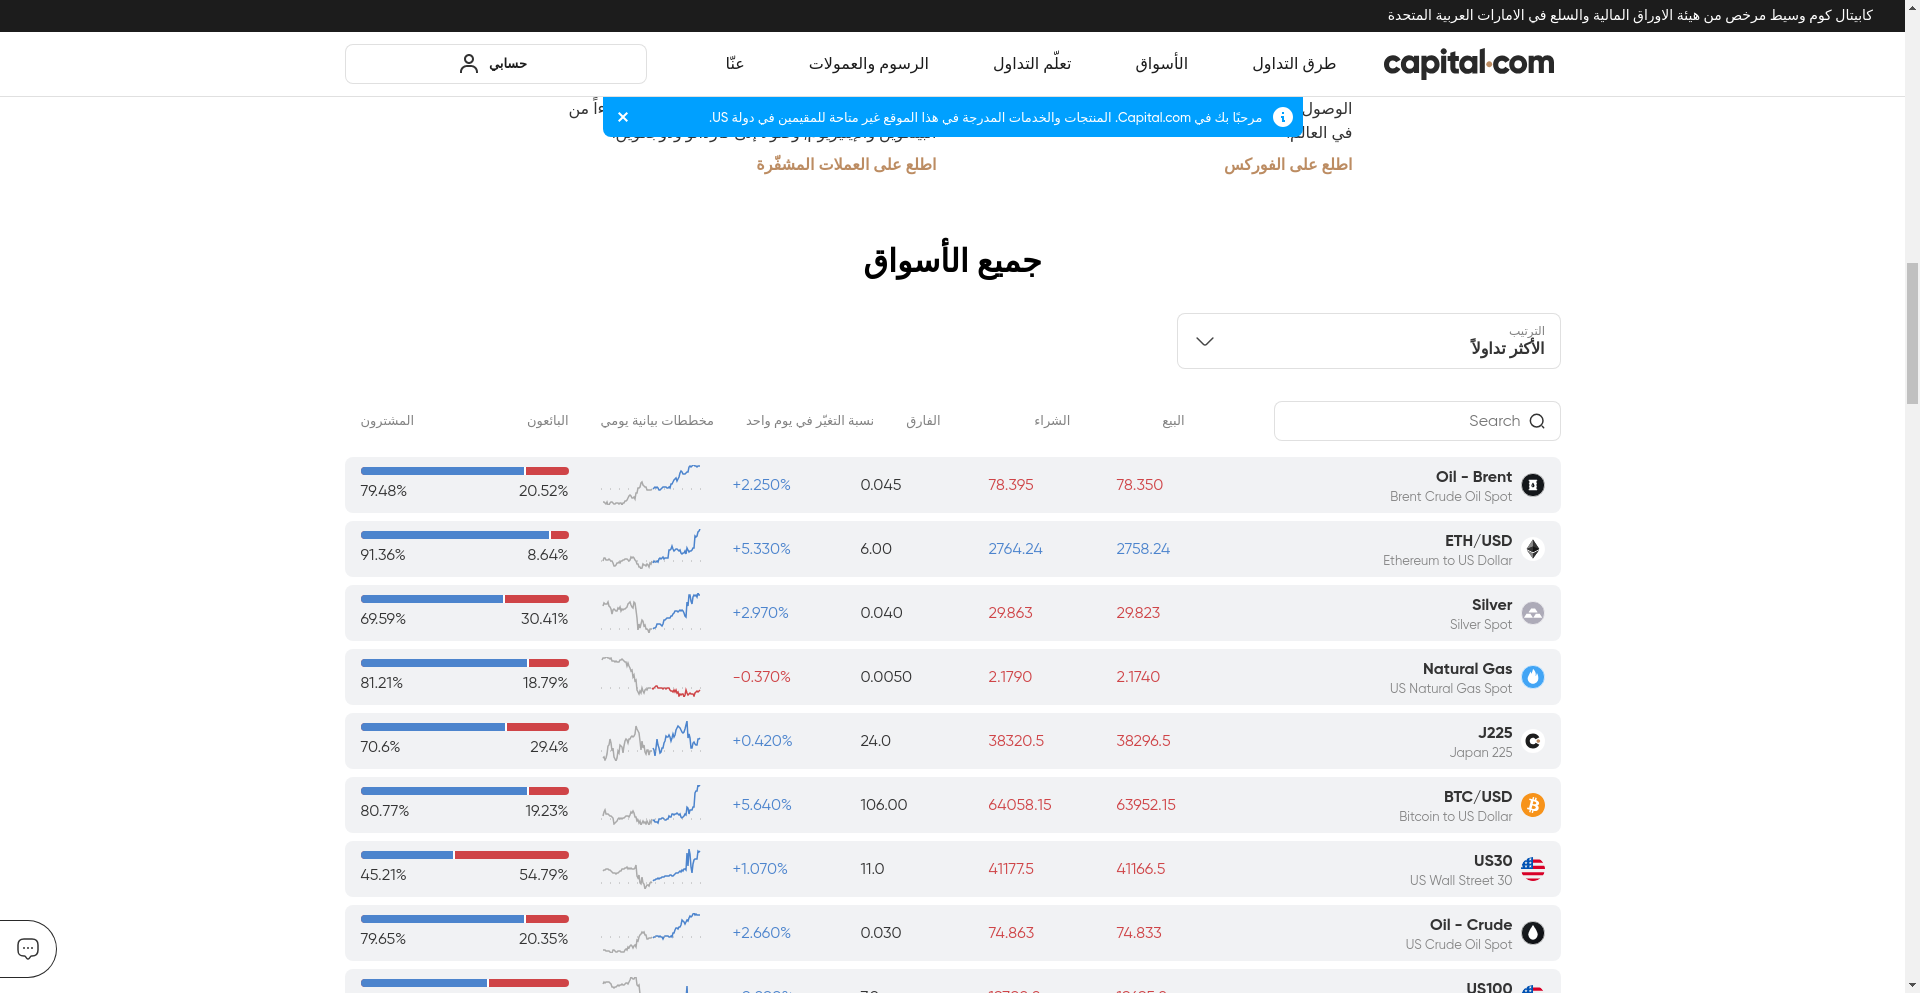 كابيتال كوم وسيط مرخص من هيئة الاوراق المالية والسلع في الامارات العربية المتحدة
capital.com
طرق التداول
الأسواق
تعلّم التداول
الرسوم والعمولات
عنّا
حسابي
مرحبًا بك في Capital.com. المنتجات والخدمات المدرجة في هذا الموقع غير متاحة للمقيمين في دولة US.
الوصول
في العالم
من
اطلع على الفوركس
اطلع على العملات المشفّرة
جميع الأسواق
الترتيب
الأكثر تداولاً
Search
البيع
الشراء
الفارق
نسبة التغيّر في يوم واحد
مخططات بيانية يومي
البائعون
المشترون
Oil - Brent
Brent Crude Oil Spot
78.350
78.395
0.045
+2.250%
20.52%
79.48%
ETH/USD
Ethereum to US Dollar
2758.24
2764.24
6.00
+5.330%
8.64%
91.36%
Silver
Silver Spot
29.823
29.863
0.040
+2.970%
30.41%
69.59%
Natural Gas
US Natural Gas Spot
2.1740
2.1790
0.0050
-0.370%
18.79%
81.21%
J225
Japan 225
38296.5
38320.5
24.0
+0.420%
29.4%
70.6%
BTC/USD
Bitcoin to US Dollar
63952.15
64058.15
106.00
+5.640%
19.23%
80.77%
US30
US Wall Street 30
41166.5
41177.5
11.0
+1.070%
54.79%
45.21%
Oil - Crude
US Crude Oil Spot
74.833
74.863
0.030
+2.660%
20.35%
79.65%
US100